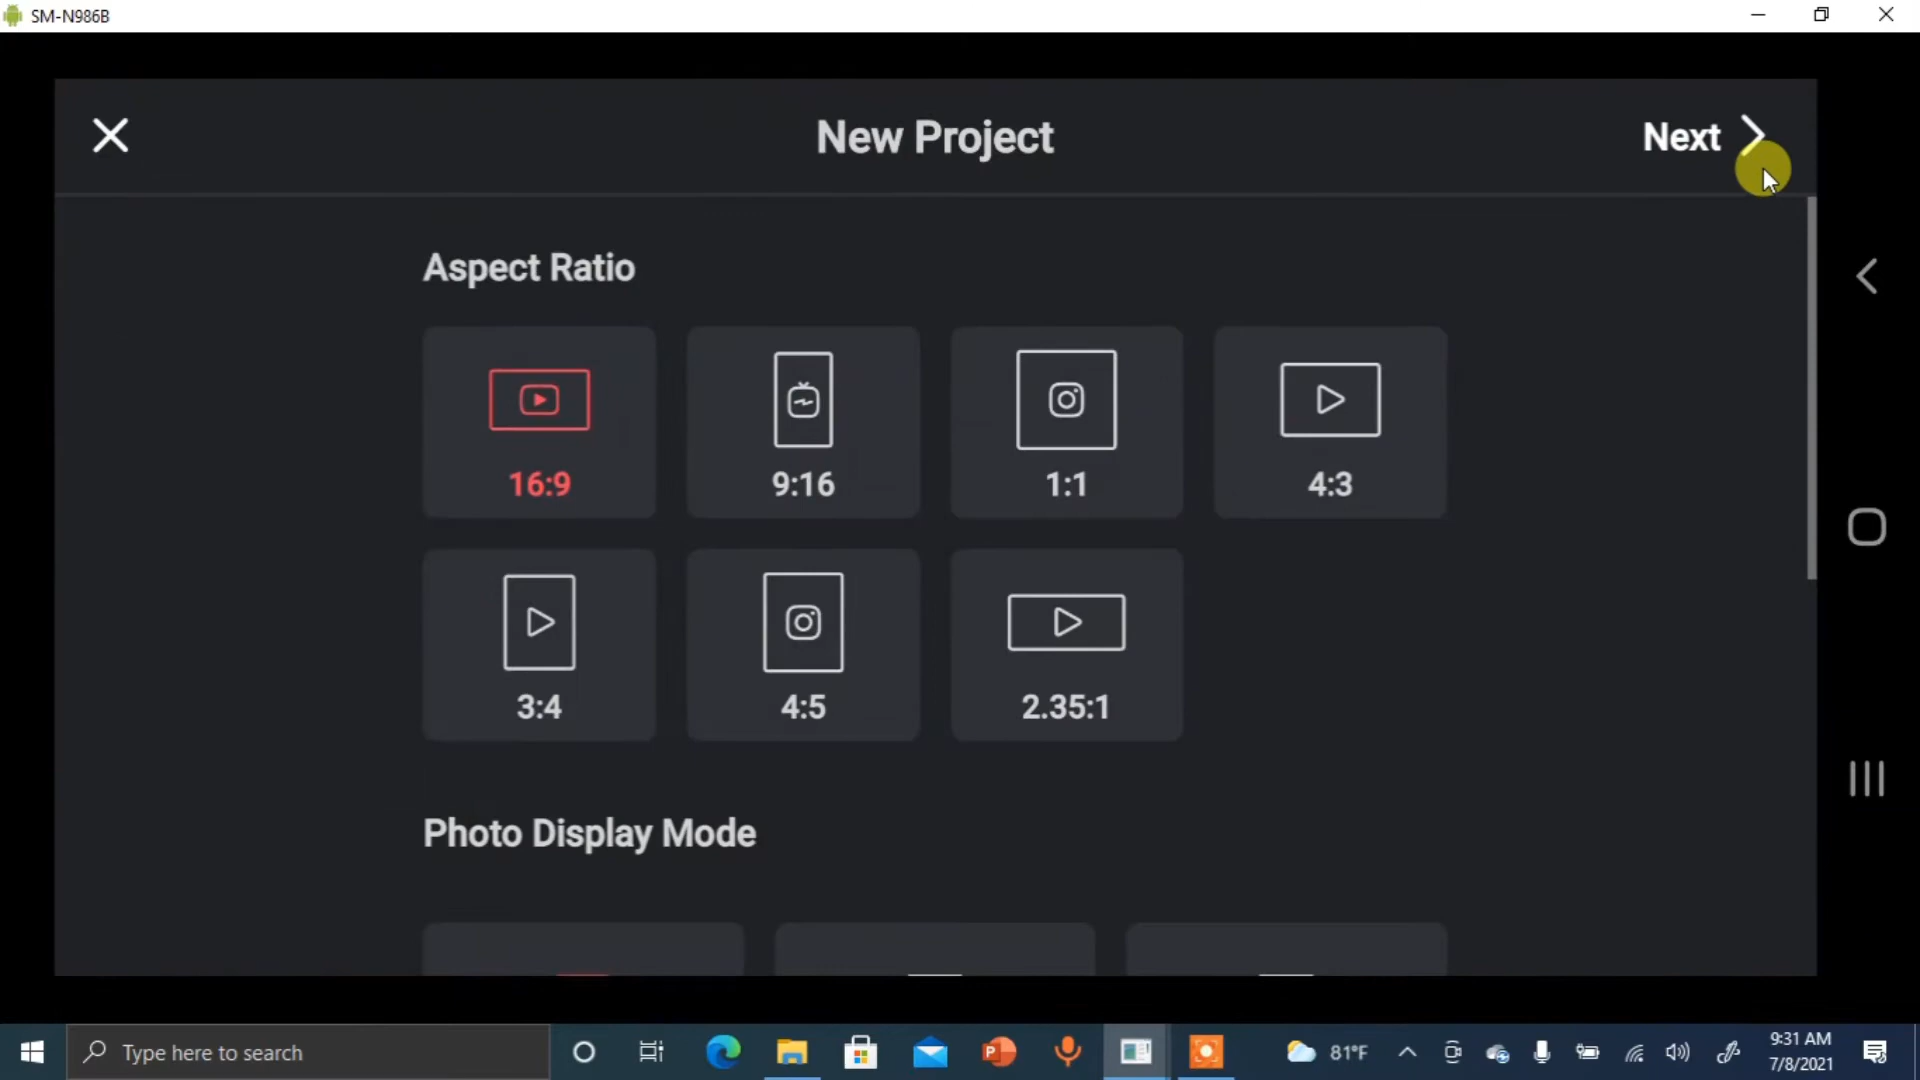 SM-N986B
New Project
Next
Aspect Ratio
16:9
9:16
1:1
4:3
3:4
4:5
2.35:1
Photo Display Mode
Type here to search
81°F
9:31 AM
7/8/2021